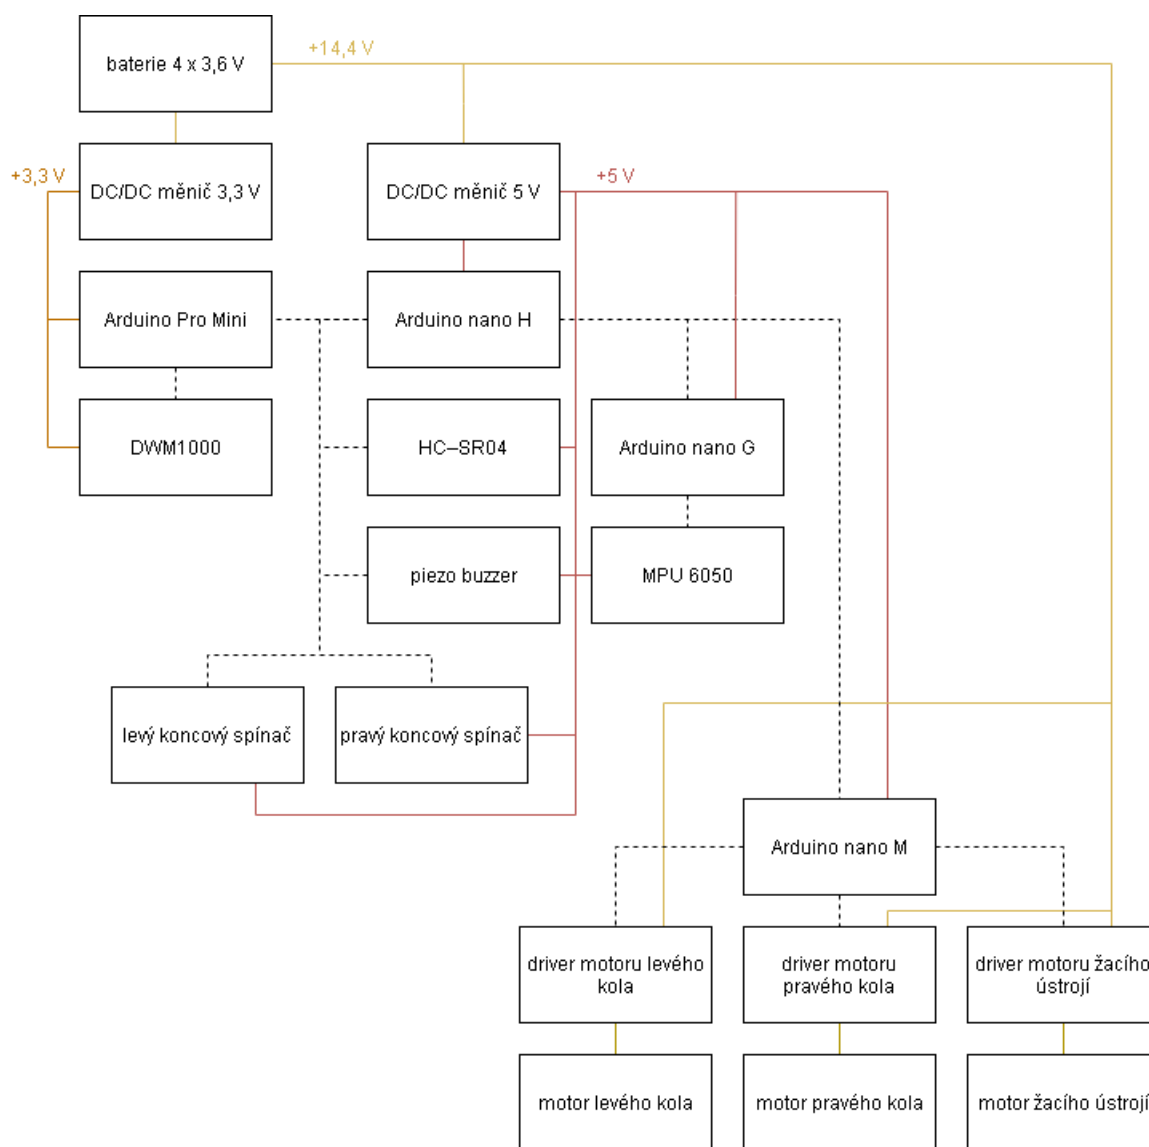 baterie 4 x 3,6 V
+14,4 V
+3,3 V
DC/DC měnič 3,3 V
DC/DC měnič 5 V
+5 V
Arduino Pro Mini
Arduino nano H
DWM1000
HC–SR04
Arduino nano G
piezo buzzer
MPU 6050
levý koncový spínač
pravý koncový spínač
Arduino nano M
driver motoru levého
kola
driver motoru
pravého kola
driver motoru žacího
ústrojí
motor levého kola
motor pravého kola
motor žacího ústrojí